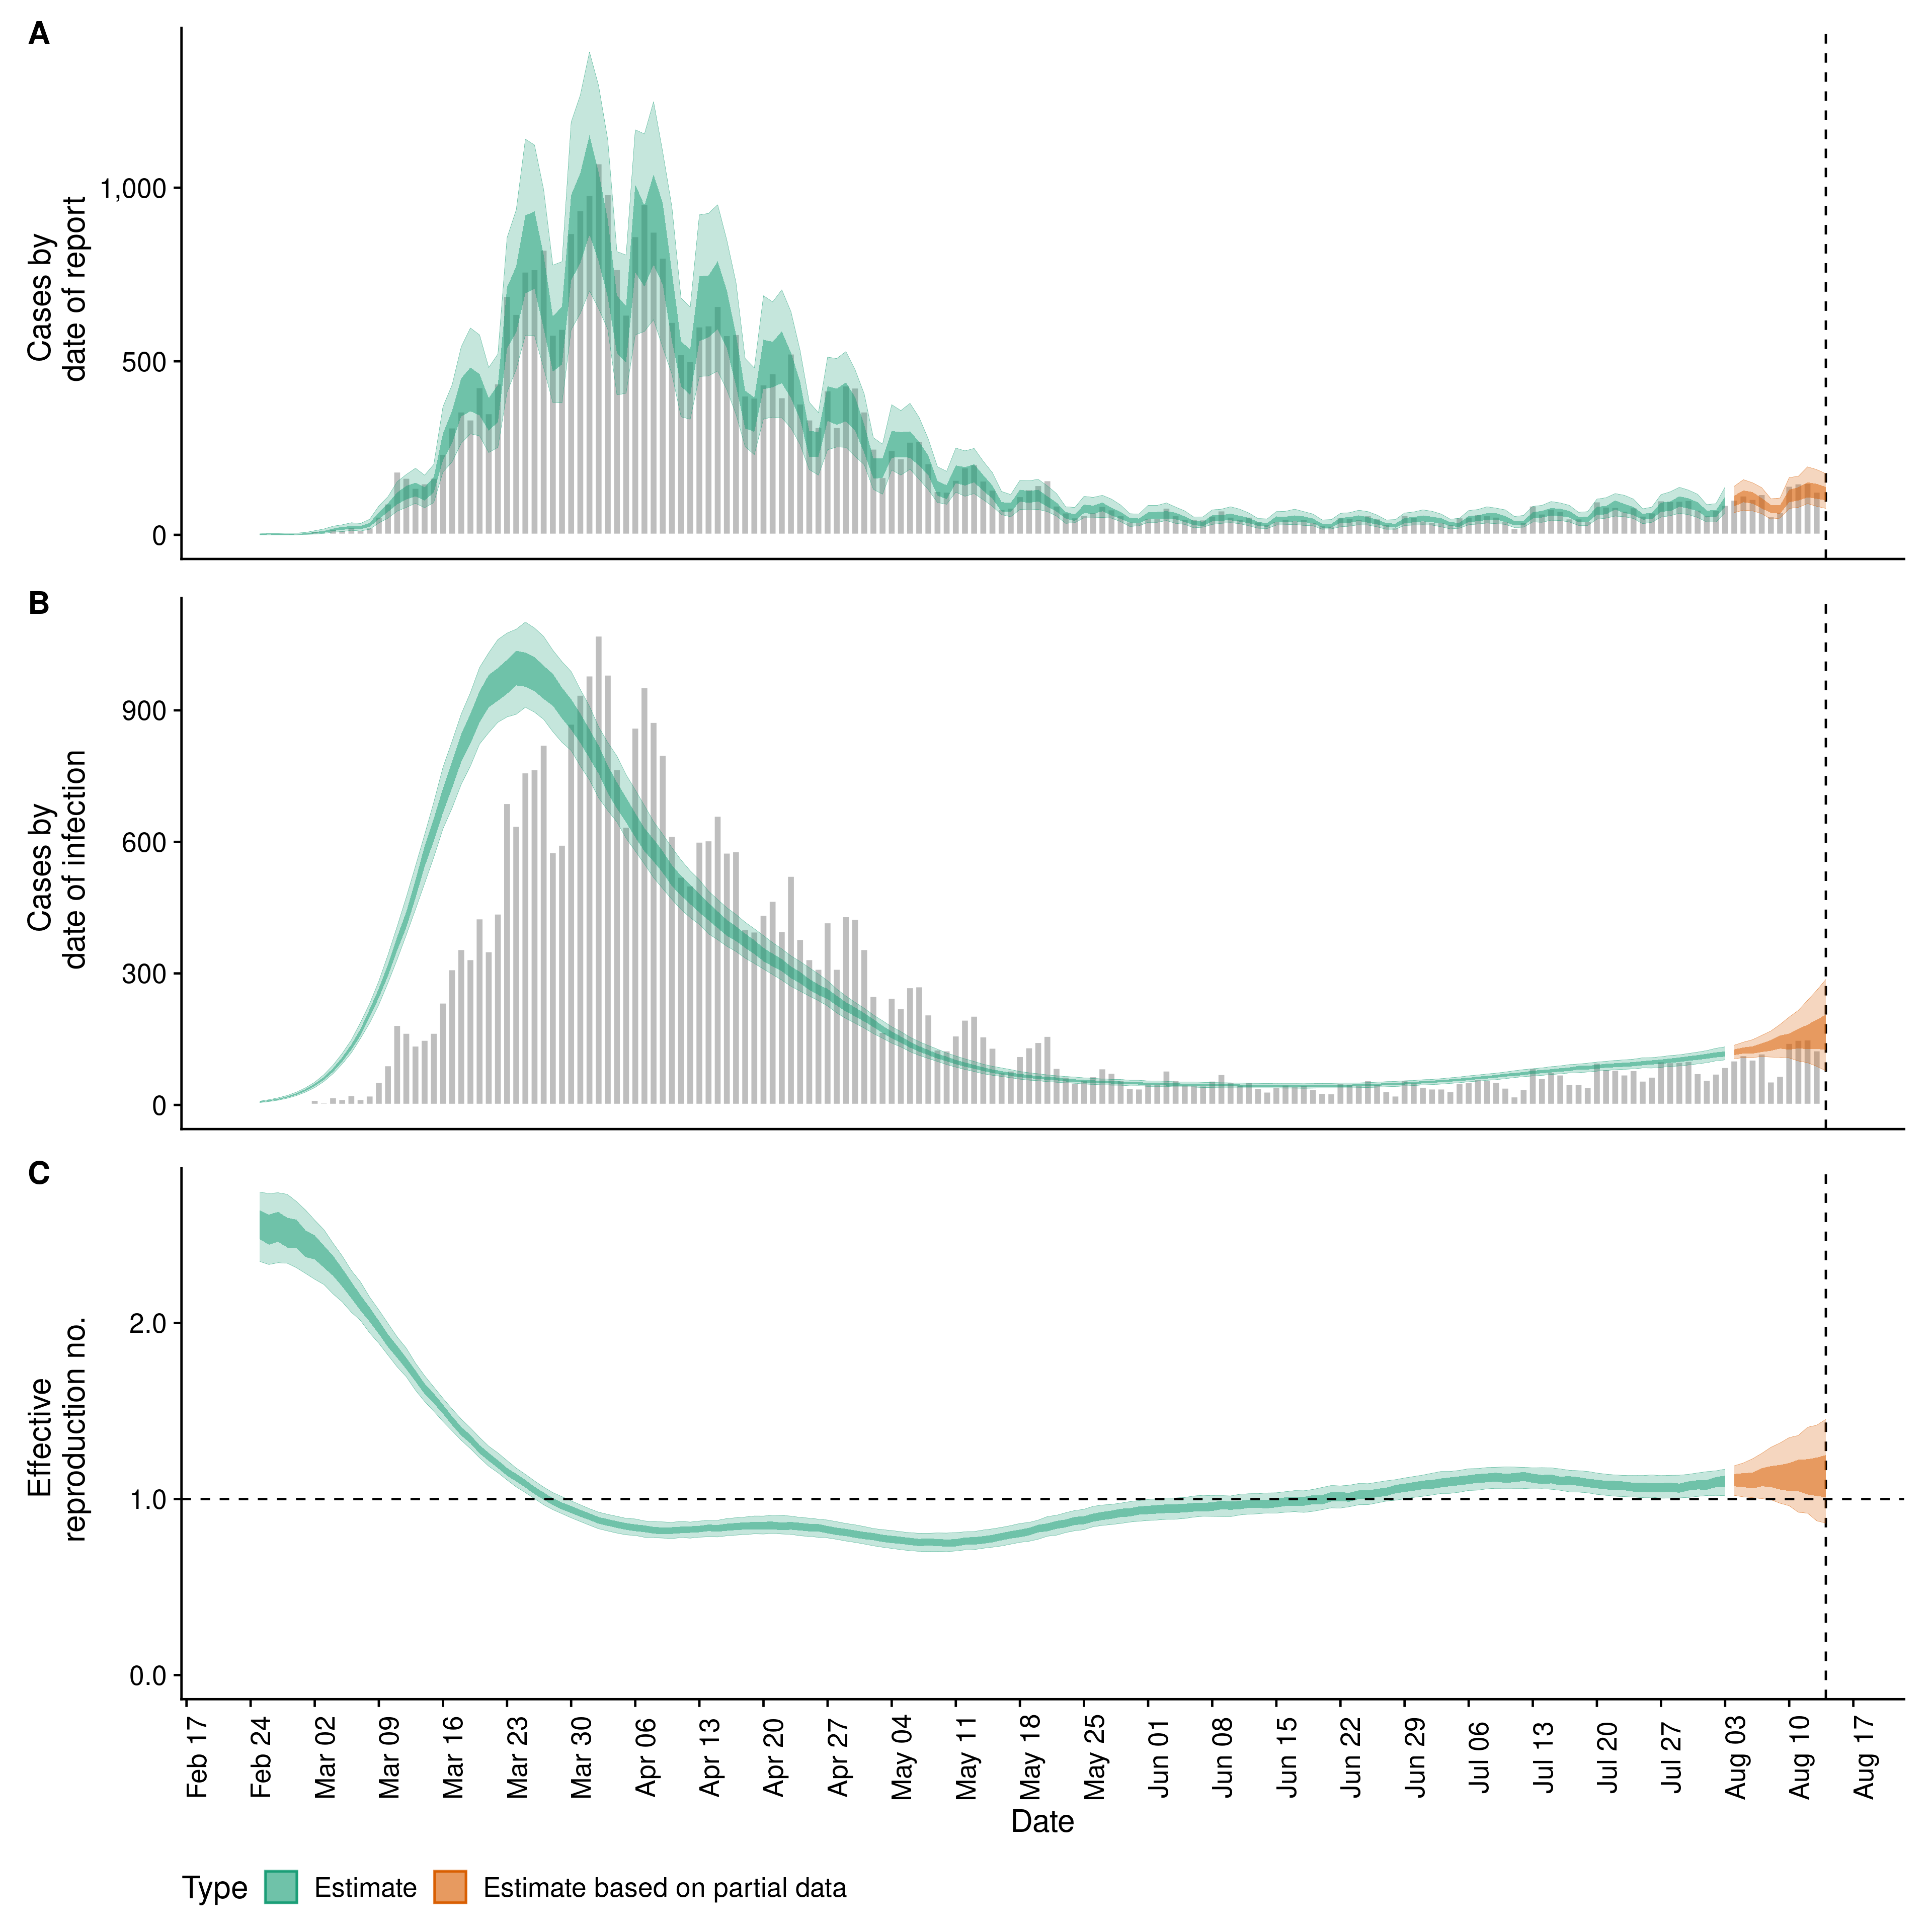 A
Cases by
date of report
1,000
500
0
B
Cases by
date of infection
900
600
300
0
C
Effective
reproduction no.
2.0
1.0
0.0
Feb 17
Feb 24
Mar 02
Mar 09
Mar 16
Mar 23
Mar 30
Apr 06
Apr 13
Apr 20
Apr 27
May 04
May 11
May 18
May 25
Jun 01
Jun 08
Jun 15
Jun 22
Jun 29
Jul 06
Jul 13
Jul 20
Jul 27
Aug 03
Aug 10
Aug 17
Date
Type Estimate Estimate based on partial data